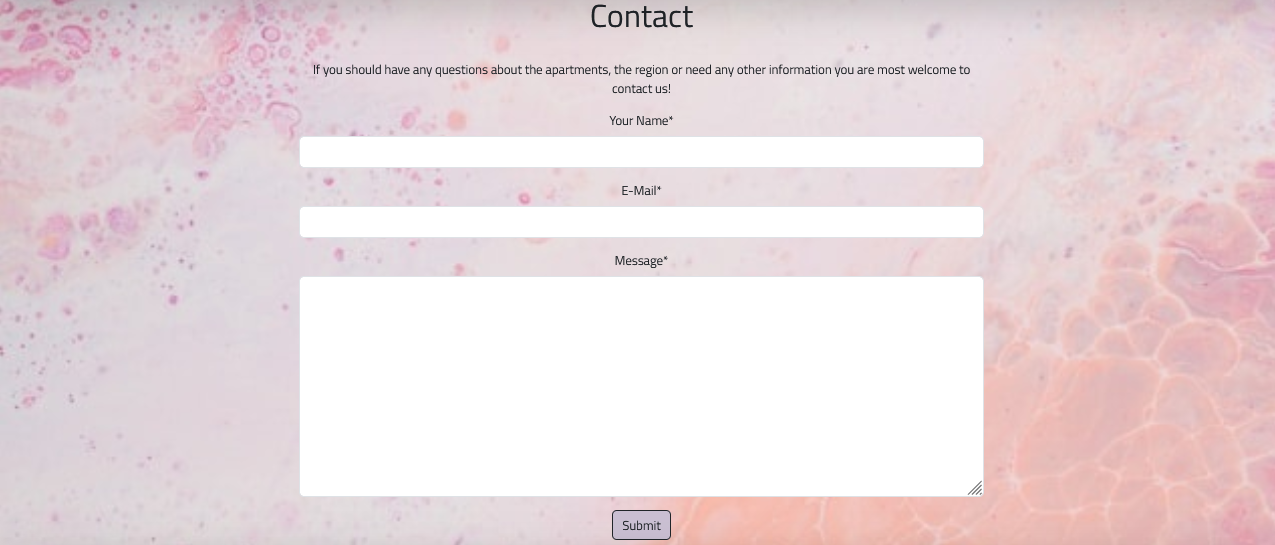 Contact
If you should have any questions about the apartments, the region or need any other information you are most welcome to
contact us!
Your Name*
E-Mail*
Message*
Submit